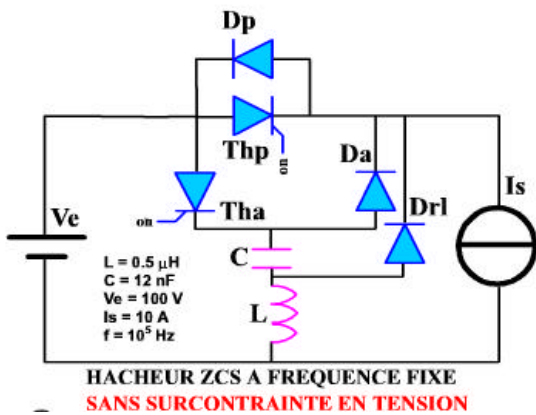 Dp
Thp
on
Da
Drl
Is
Tha
on
Ve
C
L
L = 0.5 µH
C = 12 nF
Ve = 100 V
Is = 10 A
f = 10⁵ Hz
HACHEUR ZCS A FREQUENCE FIXE
SANS SURCONTRAINTE EN TENSION